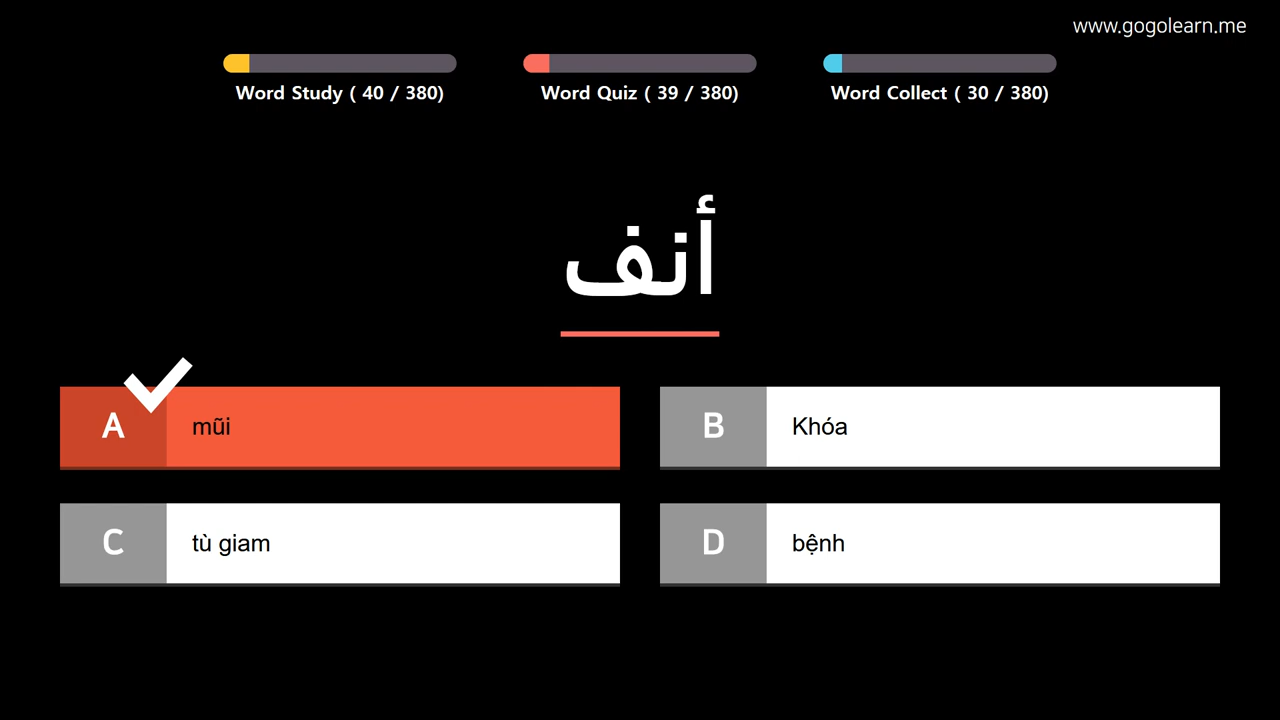 www.gogolearn.me
Word Study ( 40 / 380)
Word Quiz ( 39 / 380)
Word Collect ( 30 / 380)
أنف
A
mũi
B
Khóa
C
tù giam
D
bệnh